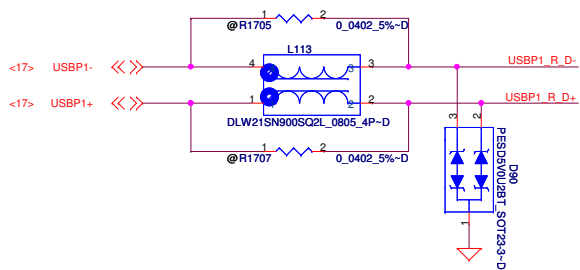 1 2
@R1705 0_0402_5%~D
L113
<17> USBP1- 4 3 3 USBP1_R_D-
<17> USBP1+ 1 2 2 USBP1_R_D+
DLW21SN900SQ2L_0805_4P~D
1 2
@R1707 0_0402_5%~D
3 2
D90
PESD5V0U2BT_SOT23-3~D
1